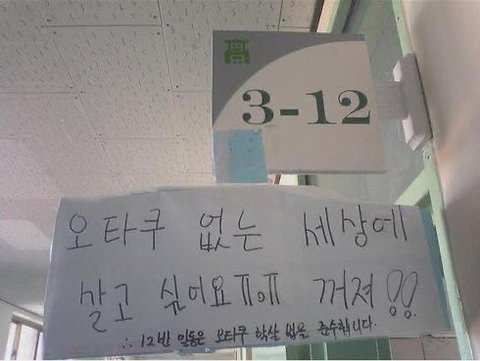 3-12
오타쿠 없는 세상에
살고 싶어요ㅠㅇㅠ 꺼져!!
∴ 12반 일동은 오타쿠 학살 법을 준수합니다.